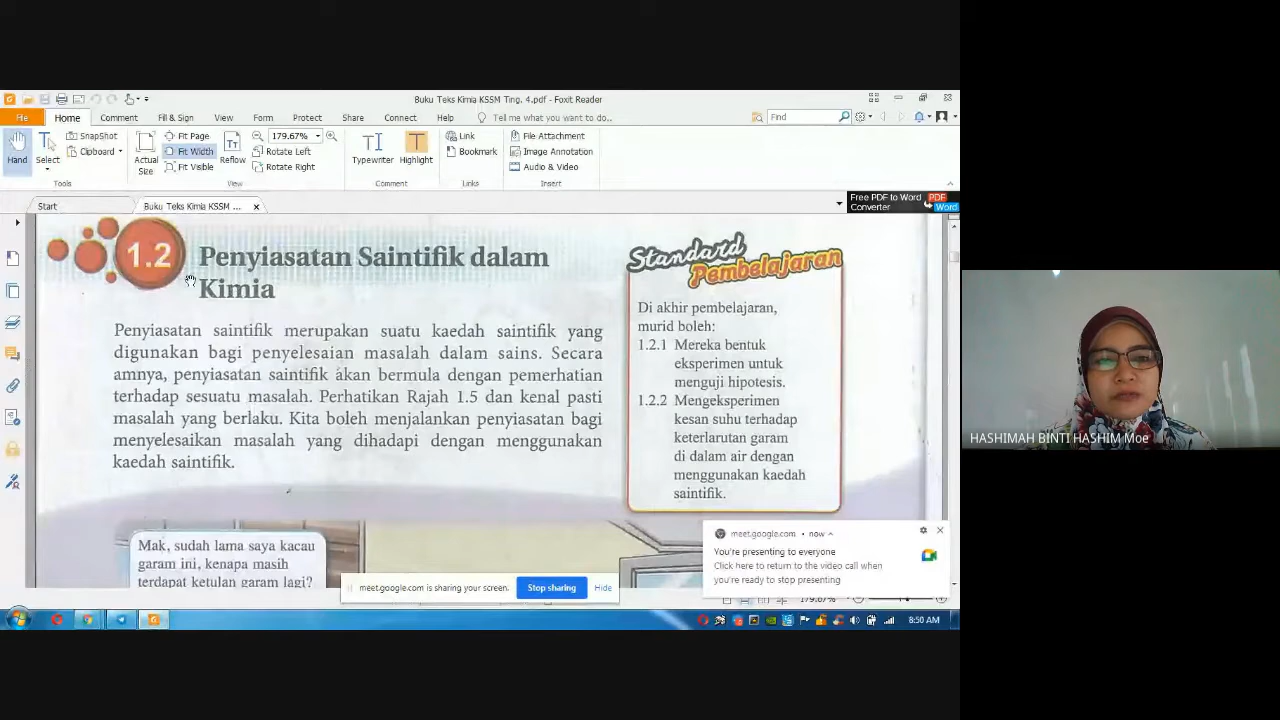 Buku Teks Kimia KSSM Ting. 4.pdf - Foxit Reader
File Home Comment Fill & Sign View Form Protect Share Connect Help Tell me what you want to do.. Find
Hand
Select
SnapShot
Clipboard
Actual
Size
Fit Page
Fit Width
Fit Visible
Reflow
179.67%
Rotate Left
Rotate Right
Typewriter
Highlight
Link
Bookmark
File Attachment
Image Annotation
Audio & Video
Tools View Comment Links Insert
Start
Buku Teks Kimia KSSM ...
Free PDF to Word
Converter
PDF
Word
1.2
Penyiasatan Saintifik dalam
Kimia
Penyiasatan saintifik merupakan suatu kaedah saintifik yang
digunakan bagi penyelesaian masalah dalam sains. Secara
amnya, penyiasatan saintifik akan bermula dengan pemerhatian
terhadap sesuatu masalah. Perhatikan Rajah 1.5 dan kenal pasti
masalah yang berlaku. Kita boleh menjalankan penyiasatan bagi
menyelesaikan masalah yang dihadapi dengan menggunakan
kaedah saintifik.
Standard
Pembelajaran
Di akhir pembelajaran,
murid boleh:
1.2.1 Mereka bentuk
eksperimen untuk
menguji hipotesis.
1.2.2 Mengeksperimen
kesan suhu terhadap
keterlarutan garam
di dalam air dengan
menggunakan kaedah
saintifik.
Mak, sudah lama saya kacau
garam ini, kenapa masih
terdapat ketulan garam lagi?
meet.google.com is sharing your screen.
Stop sharing
Hide
meet.google.com • now
You're presenting to everyone
Click here to return to the video call when
you're ready to stop presenting
179.67%
8:50 AM
HASHIMAH BINTI HASHIM Moe